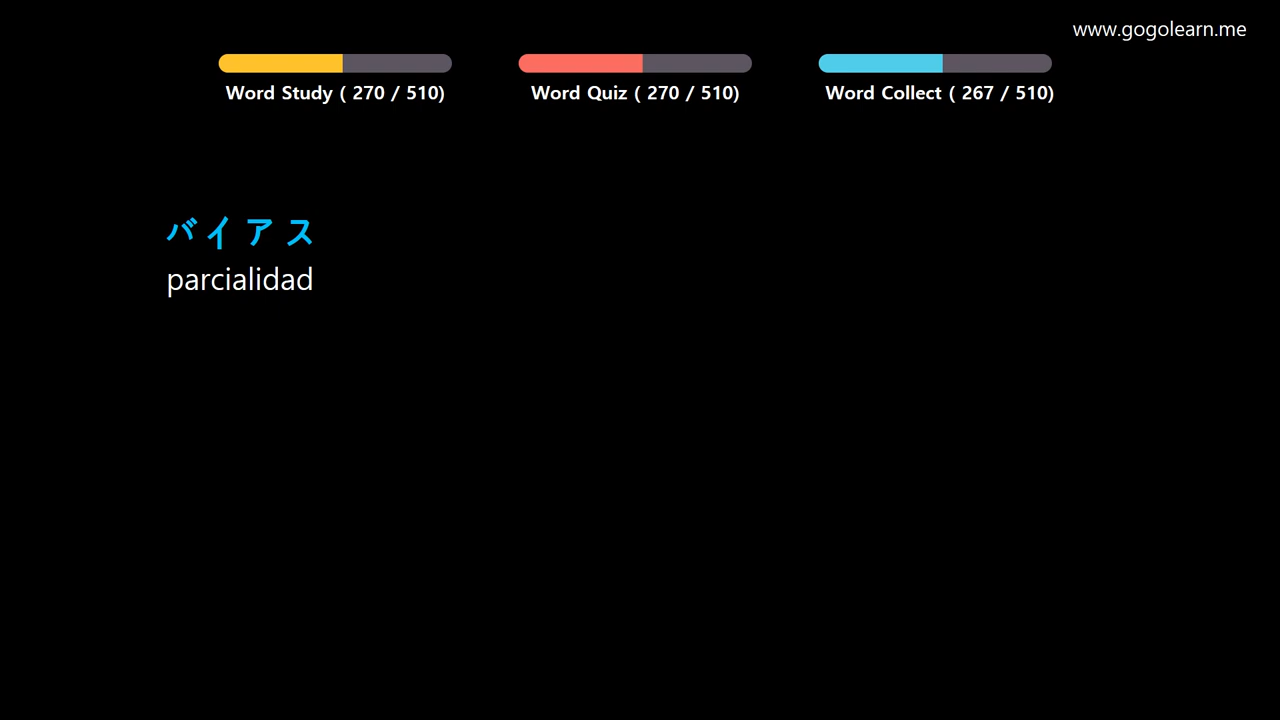 www.gogolearn.me
Word Study ( 270 / 510)
Word Quiz ( 270 / 510)
Word Collect ( 267 / 510)
バイアス
parcialidad